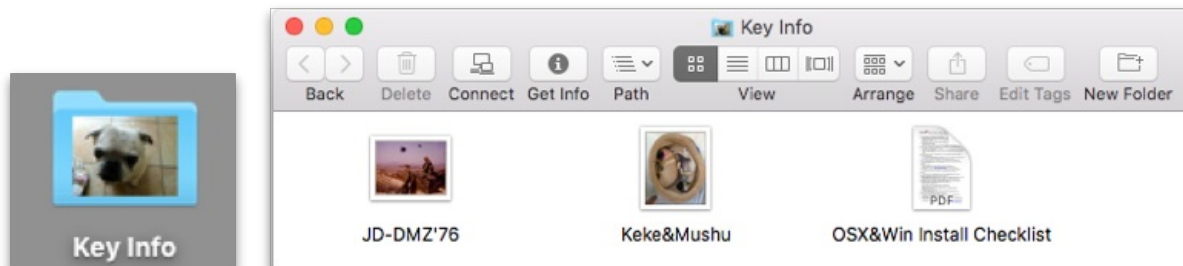 Key Info
Key Info
Back Delete Connect Get Info Path View Arrange Share Edit Tags New Folder
PDF
JD-DMZ'76 Keke&Mushu OSX&Win Install Checklist